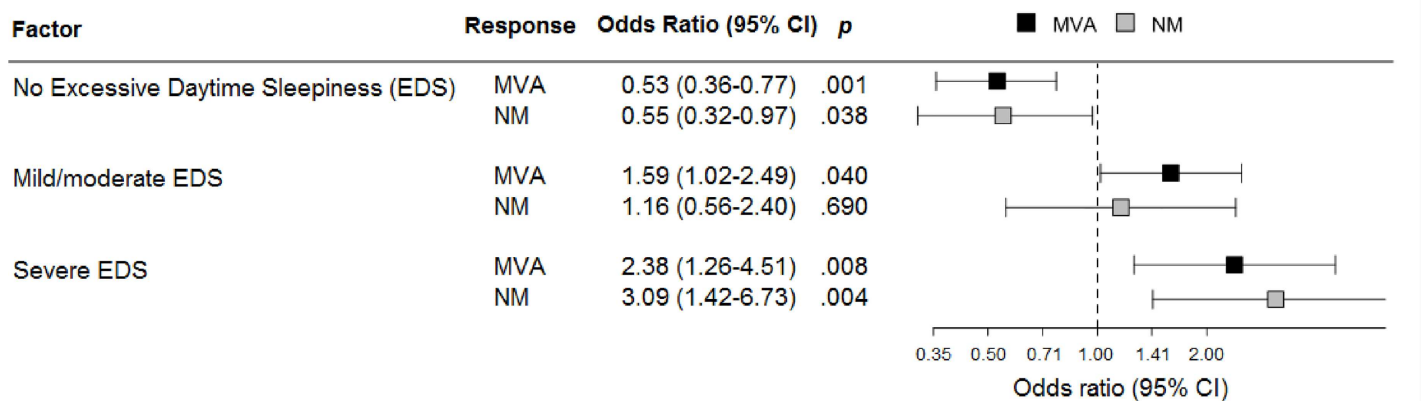 Factor Response Odds Ratio (95% CI) p MVA NM
No Excessive Daytime Sleepiness (EDS) MVA 0.53 (0.36-0.77) .001
NM 0.55 (0.32-0.97) .038
Mild/moderate EDS MVA 1.59 (1.02-2.49) .040
NM 1.16 (0.56-2.40) .690
Severe EDS MVA 2.38 (1.26-4.51) .008
NM 3.09 (1.42-6.73) .004
0.35 0.50 0.71 1.00 1.41 2.00
Odds ratio (95% CI)